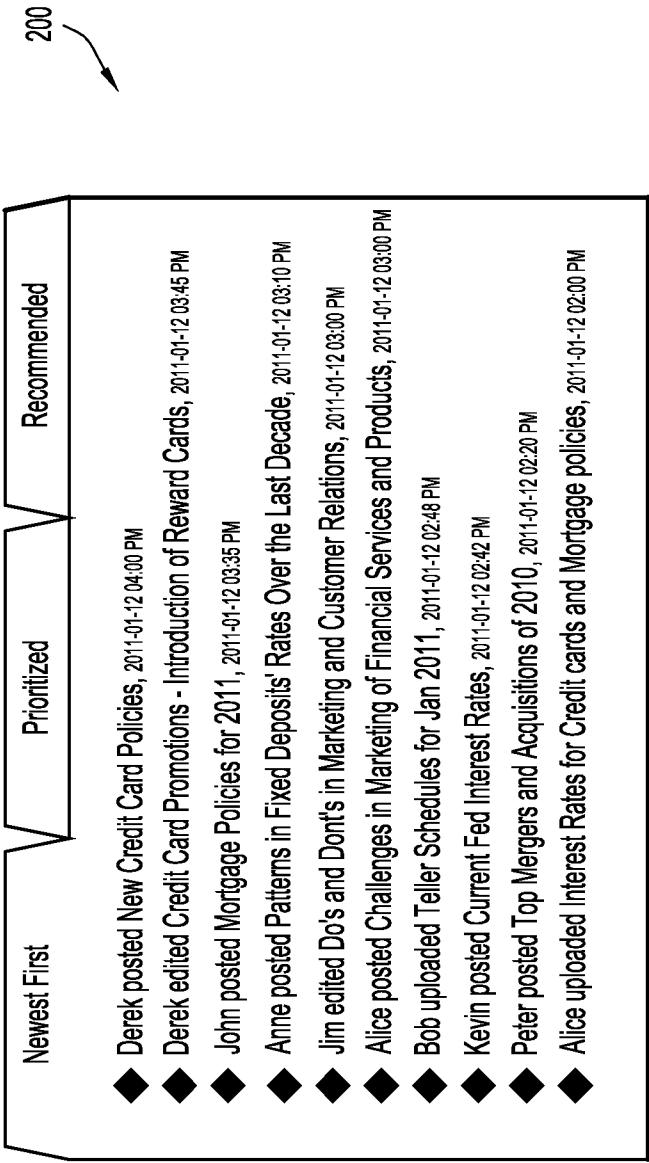 200
Newest First
Prioritized
Recommended
Derek posted New Credit Card Policies, 2011-01-12 04:00 PM
Derek edited Credit Card Promotions - Introduction of Reward Cards, 2011-01-12 03:45 PM
John posted Mortgage Policies for 2011, 2011-01-12 03:35 PM
Anne posted Patterns in Fixed Deposits' Rates Over the Last Decade, 2011-01-12 03:10 PM
Jim edited Do's and Dont's in Marketing and Customer Relations, 2011-01-12 03:00 PM
Alice posted Challenges in Marketing of Financial Services and Products, 2011-01-12 03:00 PM
Bob uploaded Teller Schedules for Jan 2011, 2011-01-12 02:48 PM
Kevin posted Current Fed Interest Rates, 2011-01-12 02:42 PM
Peter posted Top Mergers and Acquisitions of 2010, 2011-01-12 02:20 PM
Alice uploaded Interest Rates for Credit cards and Mortgage policies, 2011-01-12 02:00 PM